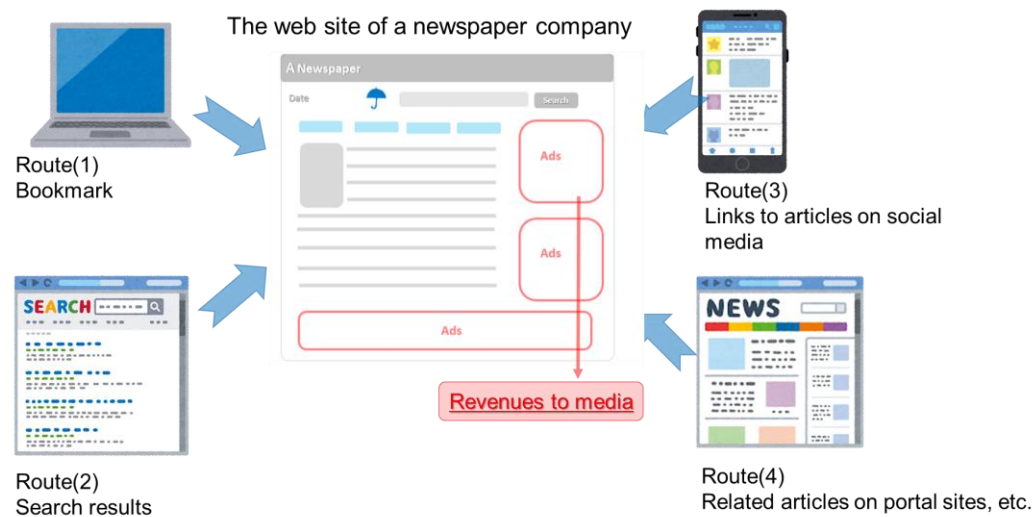 The web site of a newspaper company
A Newspaper
Date
Search
Ads
Ads
Ads
Revenues to media
Route(1)
Bookmark
SEARCH
Route(2)
Search results
Route(3)
Links to articles on social
media
NEWS
Route(4)
Related articles on portal sites, etc.